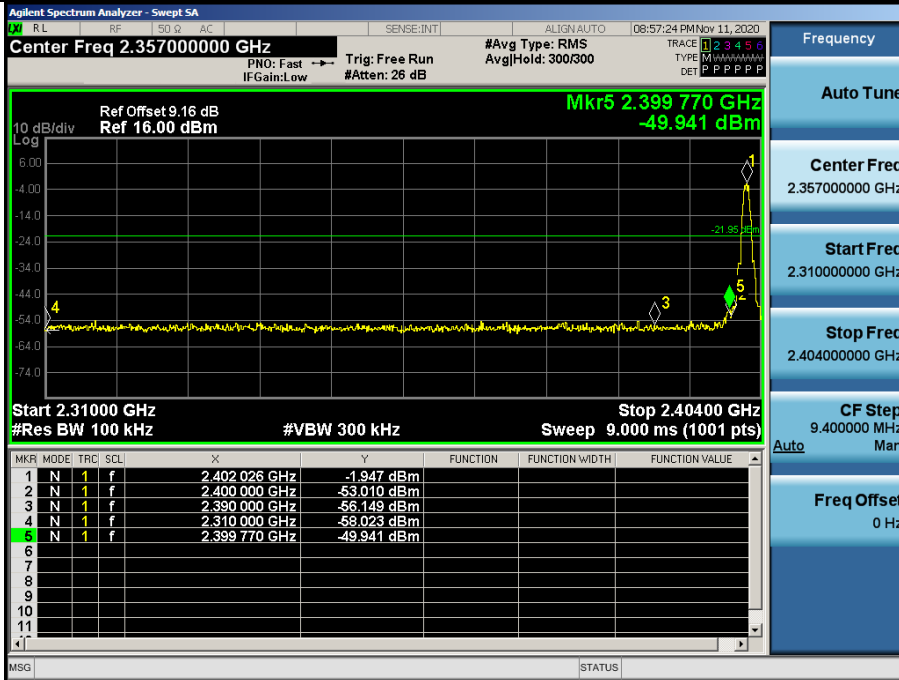 Agilent Spectrum Analyzer - Swept SA
LXI RL RF 50 Ω AC SENSE:INT ALIGNAUTO 08:57:24 PM Nov 11, 2020
Center Freq 2.357000000 GHz
PNO: Fast
IFGain:Low
Trig: Free Run
#Atten: 26 dB
#Avg Type: RMS
Avg|Hold: 300/300
TRACE 1 2 3 4 5 6
TYPE M
DET P P P P P P
Ref Offset 9.16 dB
Ref 16.00 dBm
10 dB/div
Log
Mkr5 2.399 770 GHz
-49.941 dBm
6.00
-4.00
-14.0
-24.0
-34.0
-44.0
-54.0
-64.0
-74.0
-21.95 dBm
1
5
2
3
4
Start 2.31000 GHz Stop 2.40400 GHz
#Res BW 100 kHz #VBW 300 kHz Sweep 9.000 ms (1001 pts)
MKR MODE TRC SCL X Y FUNCTION FUNCTION WIDTH FUNCTION VALUE
1 N 1 f 2.402 026 GHz -1.947 dBm
2 N 1 f 2.400 000 GHz -53.010 dBm
3 N 1 f 2.390 000 GHz -56.149 dBm
4 N 1 f 2.310 000 GHz -58.023 dBm
5 N 1 f 2.399 770 GHz -49.941 dBm
6
7
8
9
10
11
MSG STATUS
Frequency
Auto Tune
Center Freq
2.357000000 GHz
Start Freq
2.310000000 GHz
Stop Freq
2.404000000 GHz
CF Step
9.400000 MHz
Auto Man
Freq Offset
0 Hz